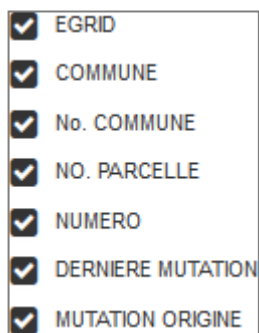 EGRID
COMMUNE
No. COMMUNE
NO. PARCELLE
NUMERO
DERNIERE MUTATION
MUTATION ORIGINE